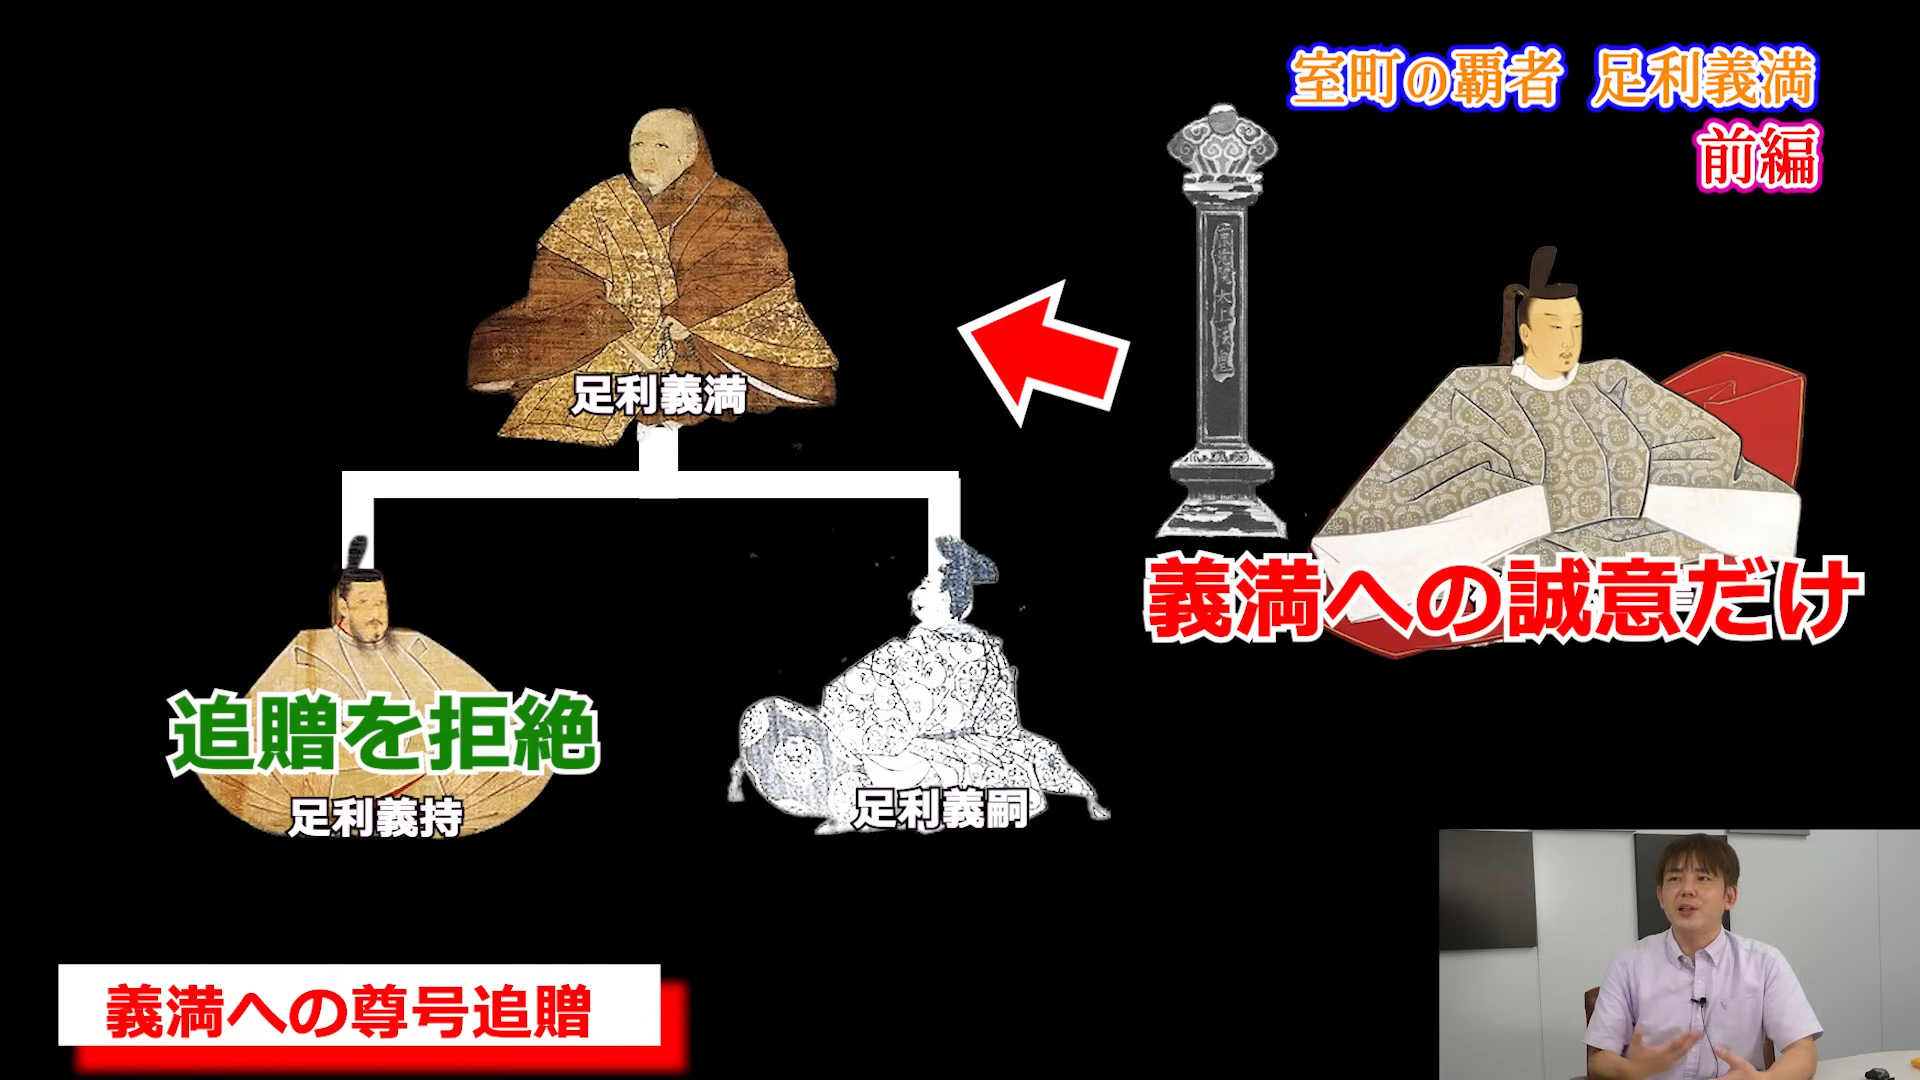 室町の覇者 足利義満
前編
足利義満
義満への誠意だけ
追贈を拒絶
足利義持
足利義嗣
義満への尊号追贈